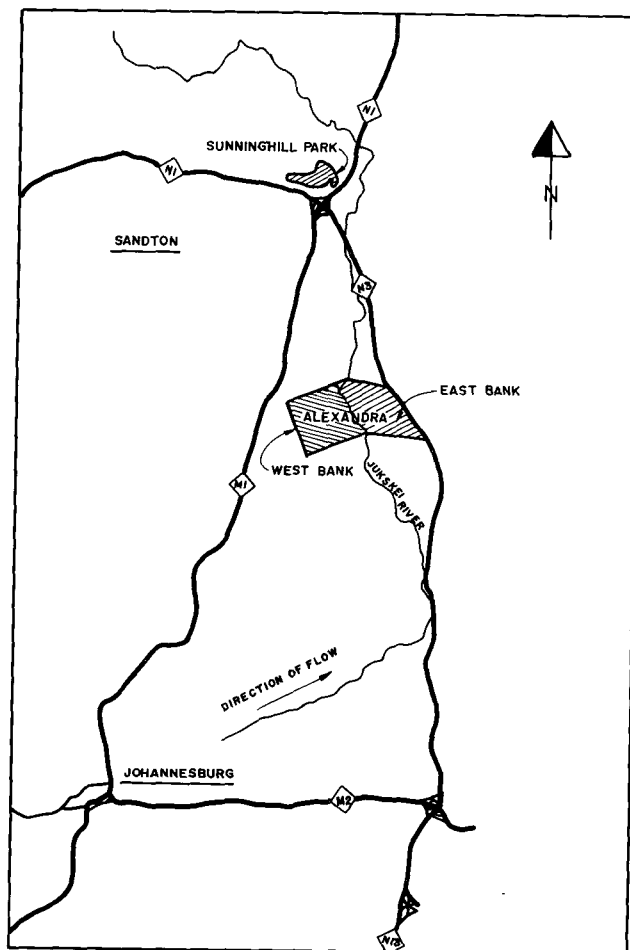 N1
SUNNINGHILL PARK
N1
SANDTON
N
N3
EAST BANK
ALEXANDRA
WEST BANK
M1
JUKSKEI
RIVER
DIRECTION OF FLOW
JOHANNESBURG
M2